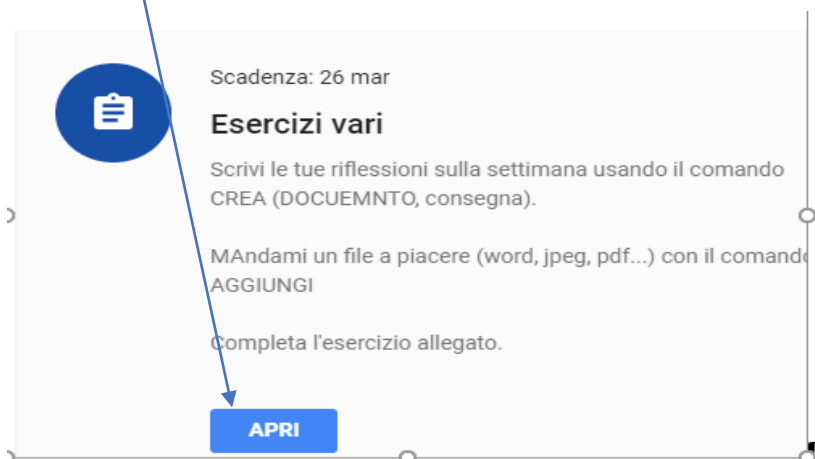 Scadenza: 26 mar
Esercizi vari
Scrivi le tue riflessioni sulla settimana usando il comando
CREA (DOCUEMNTO, consegna).
MAndami un file a piacere (word, jpeg, pdf...) con il comando
AGGIUNGI
Completa l'esercizio allegato.
APRI